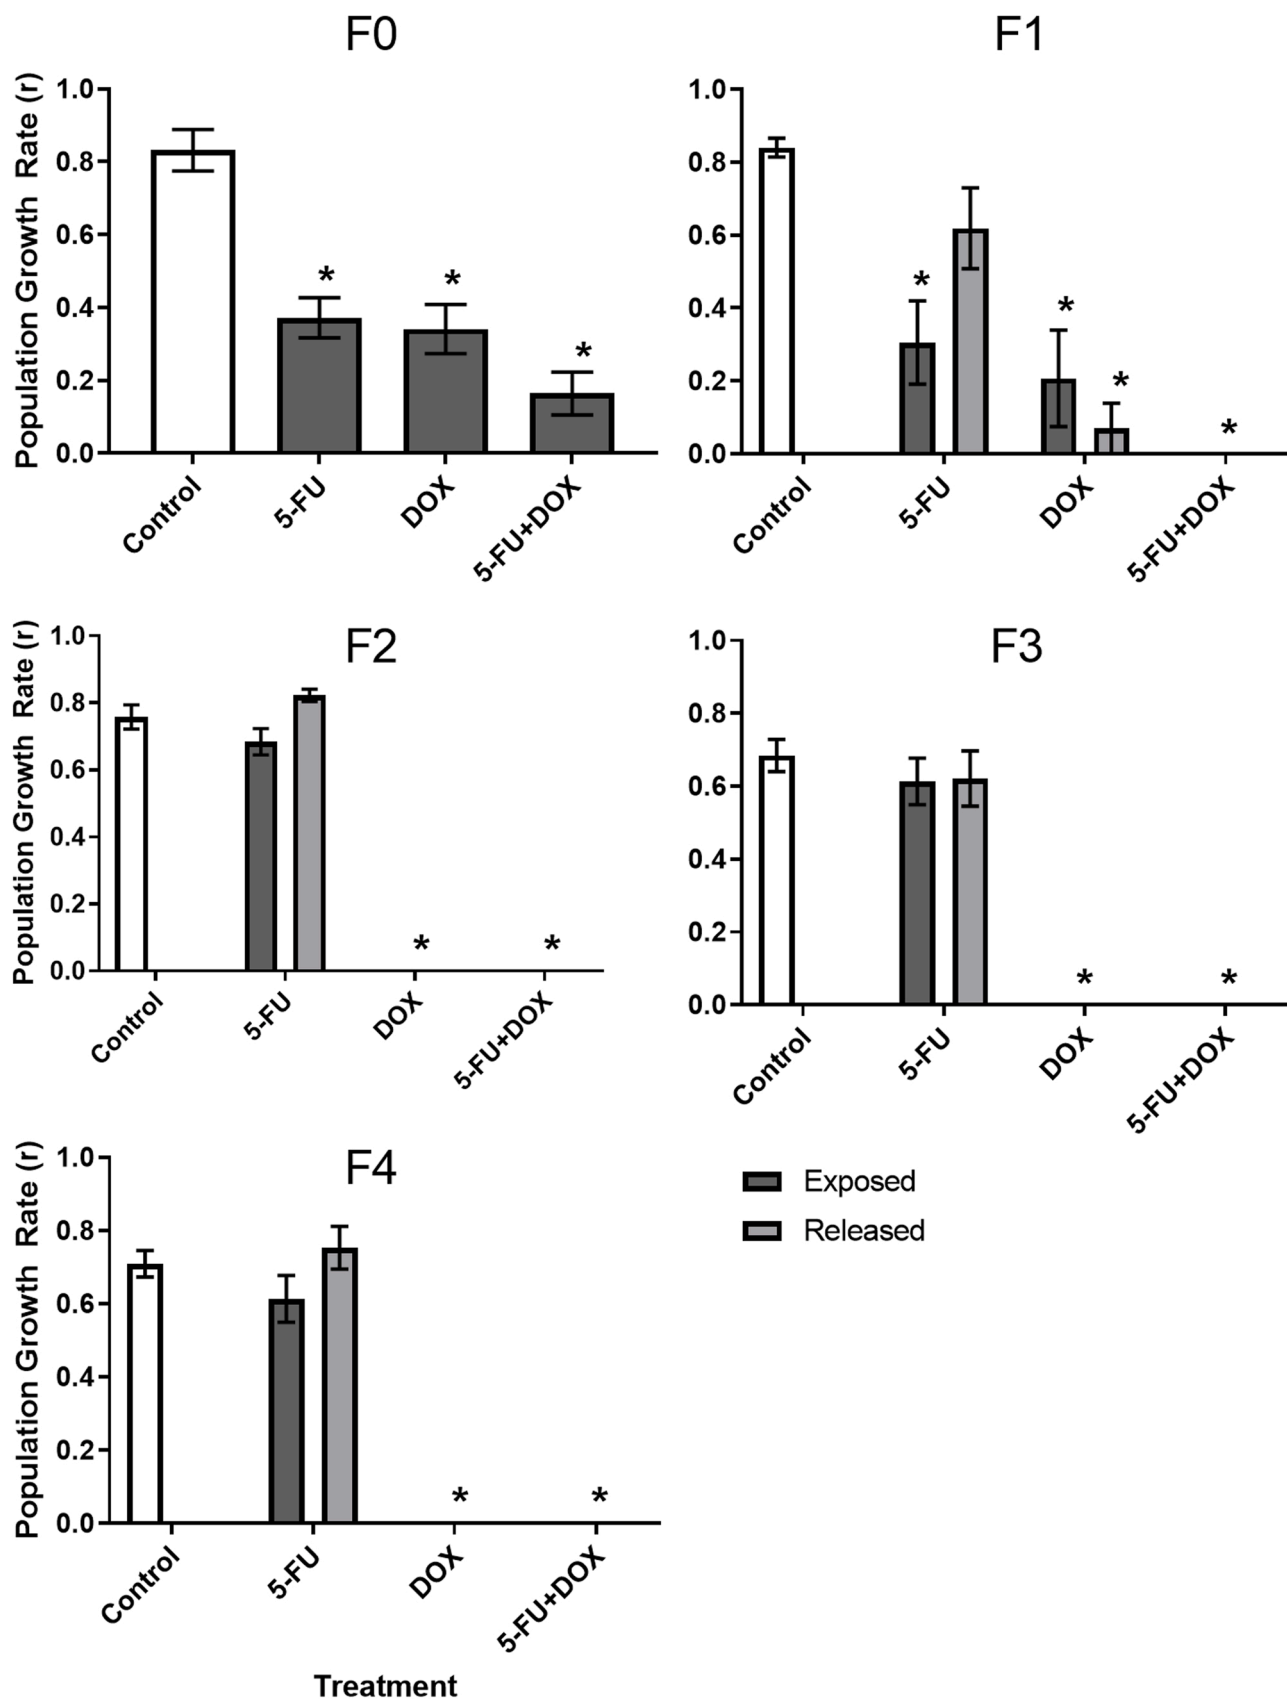 F0
Population Growth Rate (r)
1.0
0.8
0.6
0.4
0.2
0.0
*
*
*
Control
5-FU
DOX
5-FU+DOX
F1
1.0
0.8
0.6
0.4
0.2
0.0
*
*
*
*
Control
5-FU
DOX
5-FU+DOX
F2
Population Growth Rate (r)
1.0
0.8
0.6
0.4
0.2
0.0
*
*
Control
5-FU
DOX
5-FU+DOX
F3
1.0
0.8
0.6
0.4
0.2
0.0
*
*
Control
5-FU
DOX
5-FU+DOX
F4
Population Growth Rate (r)
1.0
0.8
0.6
0.4
0.2
0.0
*
*
Control
5-FU
DOX
5-FU+DOX
Treatment
Exposed
Released